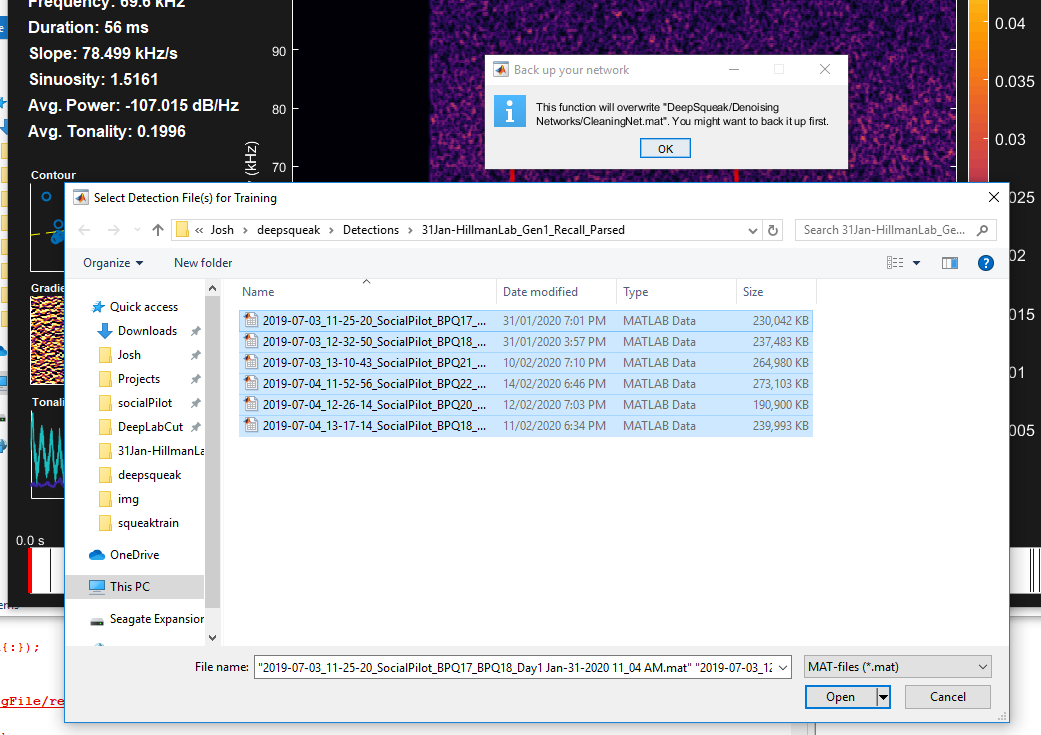 Frequency: 69.6 kHz
Duration: 56 ms
Slope: 78.499 kHz/s
Sinuosity: 1.5161
Avg. Power: -107.015 dB/Hz
Avg. Tonality: 0.1996
Contour
90
80
70
(kHz)
0.04
0.035
0.03
Back up your network
This function will overwrite "DeepSqueak/Denoising
Networks/CleaningNet.mat". You might want to back it up first.
OK
Select Detection File(s) for Training
« Josh › deepsqueak › Detections › 31Jan-HillmanLab_Gen1_Recall_Parsed
Search 31Jan-HillmanLab_Ge...
Organize
New folder
Name Date modified Type Size
2019-07-03_11-25-20_SocialPilot_BPQ17_... 31/01/2020 7:01 PM MATLAB Data 230,042 KB
2019-07-03_12-32-50_SocialPilot_BPQ18_... 31/01/2020 3:57 PM MATLAB Data 237,483 KB
2019-07-03_13-10-43_SocialPilot_BPQ21_... 10/02/2020 7:10 PM MATLAB Data 264,980 KB
2019-07-04_11-52-56_SocialPilot_BPQ22_... 14/02/2020 6:46 PM MATLAB Data 273,103 KB
2019-07-04_12-26-14_SocialPilot_BPQ20_... 12/02/2020 7:03 PM MATLAB Data 190,900 KB
2019-07-04_13-17-14_SocialPilot_BPQ18_... 11/02/2020 6:34 PM MATLAB Data 239,993 KB
Quick access
Downloads
Josh
Projects
socialPilot
DeepLabCut
31Jan-HillmanLa
deepsqueak
img
squeaktrain
OneDrive
This PC
Seagate Expansion
File name:
"2019-07-03_11-25-20_SocialPilot_BPQ17_BPQ18_Day1 Jan-31-2020 11_04 AM.mat" "2019-07-03_12
MAT-files (*.mat)
Open
Cancel
Gradie
Tonali
0.0 s
025
02
015
01
005
{:});
gFile/re